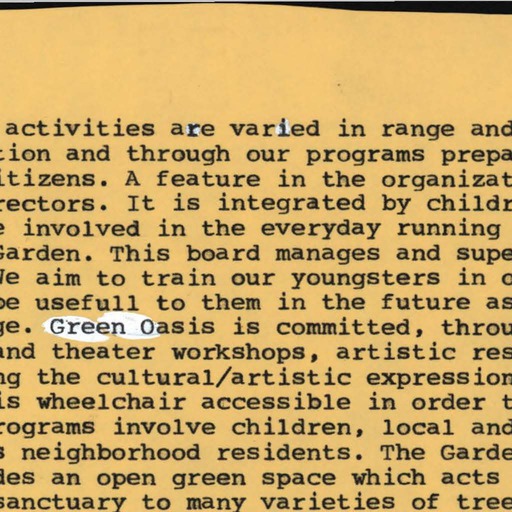 activities are varied in range and
tion and through our programs prepa
itizens. A feature in the organizat
rectors. It is integrated by childr
e involved in the everyday running
Garden. This board manages and supe
We aim to train our youngsters in o
be usefull to them in the future as
ge. Green Oasis is committed, throu
and theater workshops, artistic res
ng the cultural/artistic expression
is wheelchair accessible in order t
rograms involve children, local and
s neighborhood residents. The Garde
des an open green space which acts
sanctuary to many varieties of tree